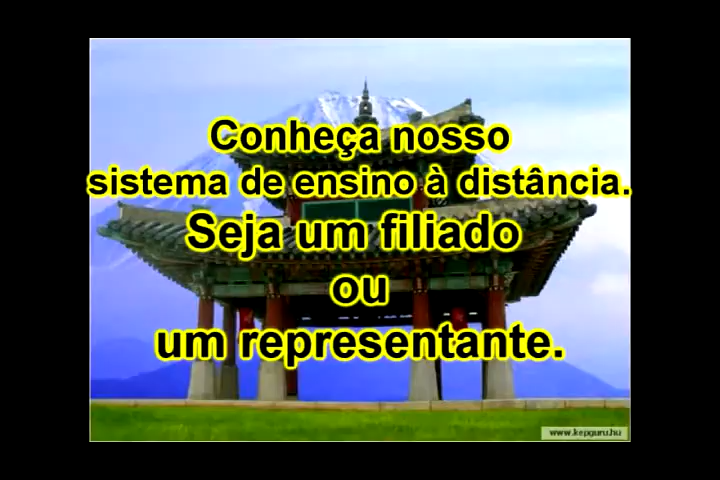 Conheça nosso
sistema de ensino à distância.
Seja um filiado
ou
um representante.
www.kepguru.hu